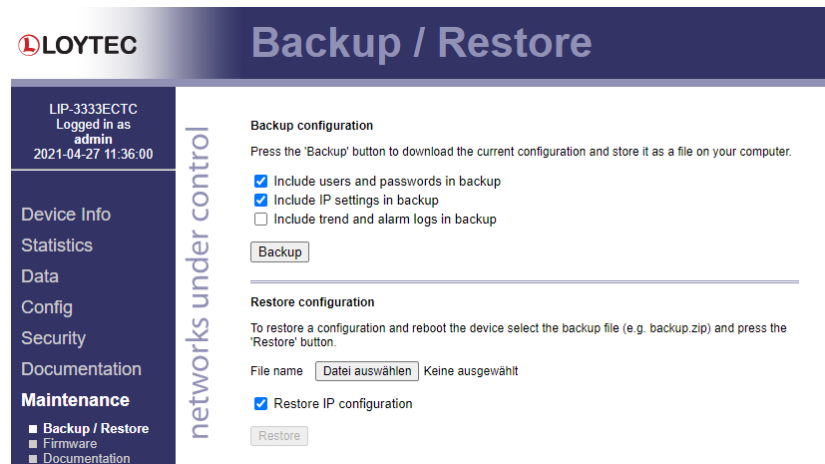 LOYTEC
Backup / Restore
LIP-3333ECTC
Logged in as
admin
2021-04-27 11:36:00
Device Info
Statistics
Data
Config
Security
Documentation
Maintenance
Backup / Restore
Firmware
Documentation
networks under control
Backup configuration
Press the 'Backup' button to download the current configuration and store it as a file on your computer.
Include users and passwords in backup
Include IP settings in backup
Include trend and alarm logs in backup
Backup
Restore configuration
To restore a configuration and reboot the device select the backup file (e.g. backup.zip) and press the
'Restore' button.
File name Datei auswählen Keine ausgewählt
Restore IP configuration
Restore